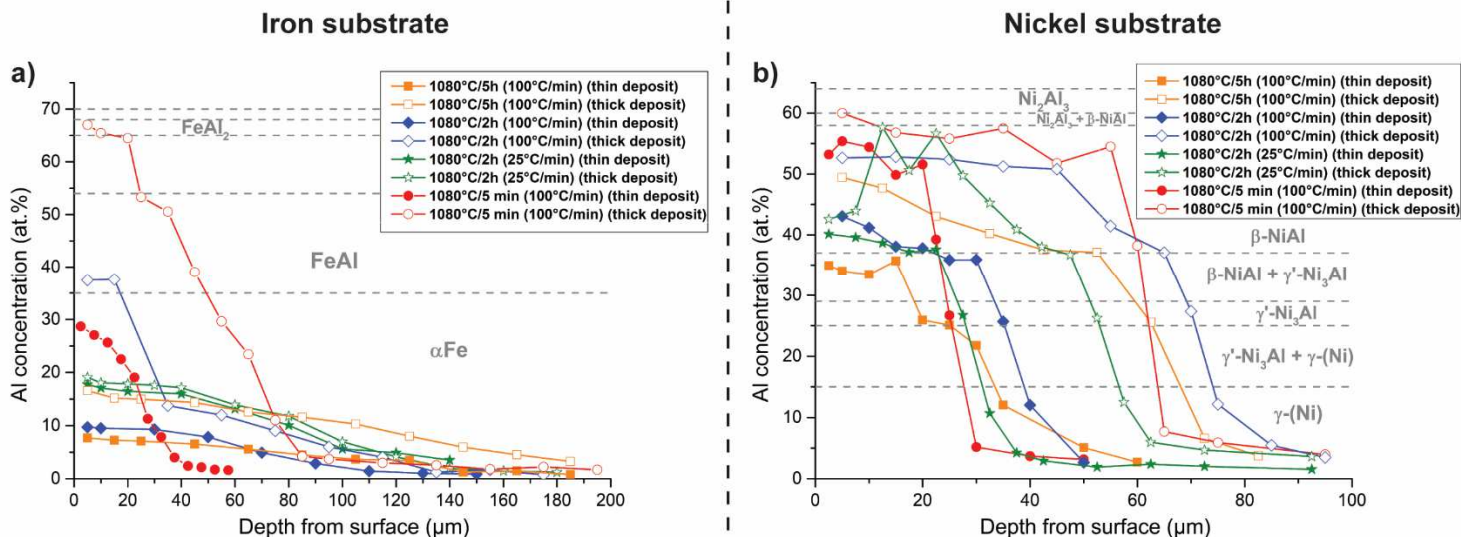 Iron substrate
Nickel substrate
a)
1080°C/5h (100°C/min) (thin deposit)
1080°C/5h (100°C/min) (thick deposit)
1080°C/2h (100°C/min) (thin deposit)
1080°C/2h (100°C/min) (thick deposit)
1080°C/2h (25°C/min) (thin deposit)
1080°C/2h (25°C/min) (thick deposit)
1080°C/5 min (100°C/min) (thin deposit)
1080°C/5 min (100°C/min) (thick deposit)
FeAl₂
FeAl
αFe
Al concentration (at.%)
70
60
50
40
30
20
10
0
0 20 40 60 80 100 120 140 160 180 200
Depth from surface (µm)
b)
1080°C/5h (100°C/min) (thin deposit)
1080°C/5h (100°C/min) (thick deposit)
1080°C/2h (100°C/min) (thin deposit)
1080°C/2h (100°C/min) (thick deposit)
1080°C/2h (25°C/min) (thin deposit)
1080°C/2h (25°C/min) (thick deposit)
1080°C/5 min (100°C/min) (thin deposit)
1080°C/5 min (100°C/min) (thick deposit)
Ni₂Al₃
Ni₂Al₃ + β-NiAl
β-NiAl
β-NiAl + γ'-Ni₃Al
γ'-Ni₃Al
γ'-Ni₃Al + γ-(Ni)
γ-(Ni)
Al concentration (at.%)
60
50
40
30
20
10
0
0 20 40 60 80 100
Depth from surface (µm)